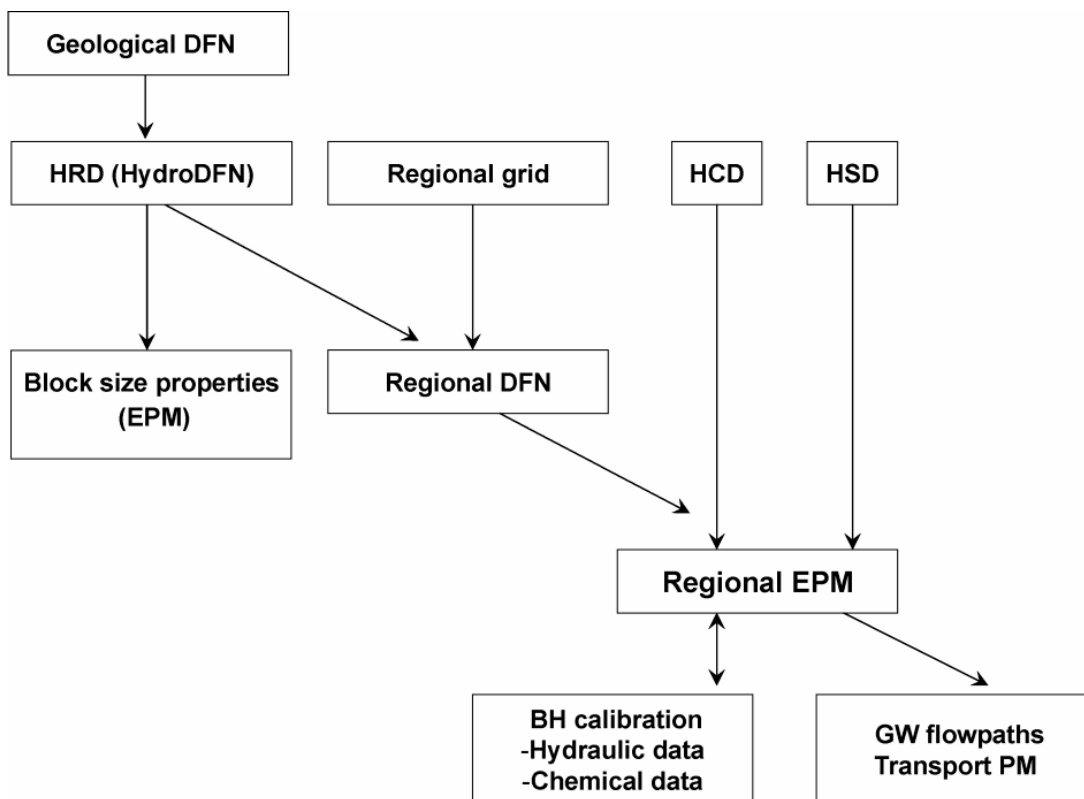 Geological DFN
HRD (HydroDFN)
Regional grid
HCD
HSD
Block size properties
(EPM)
Regional DFN
Regional EPM
BH calibration
-Hydraulic data
-Chemical data
GW flowpaths
Transport PM